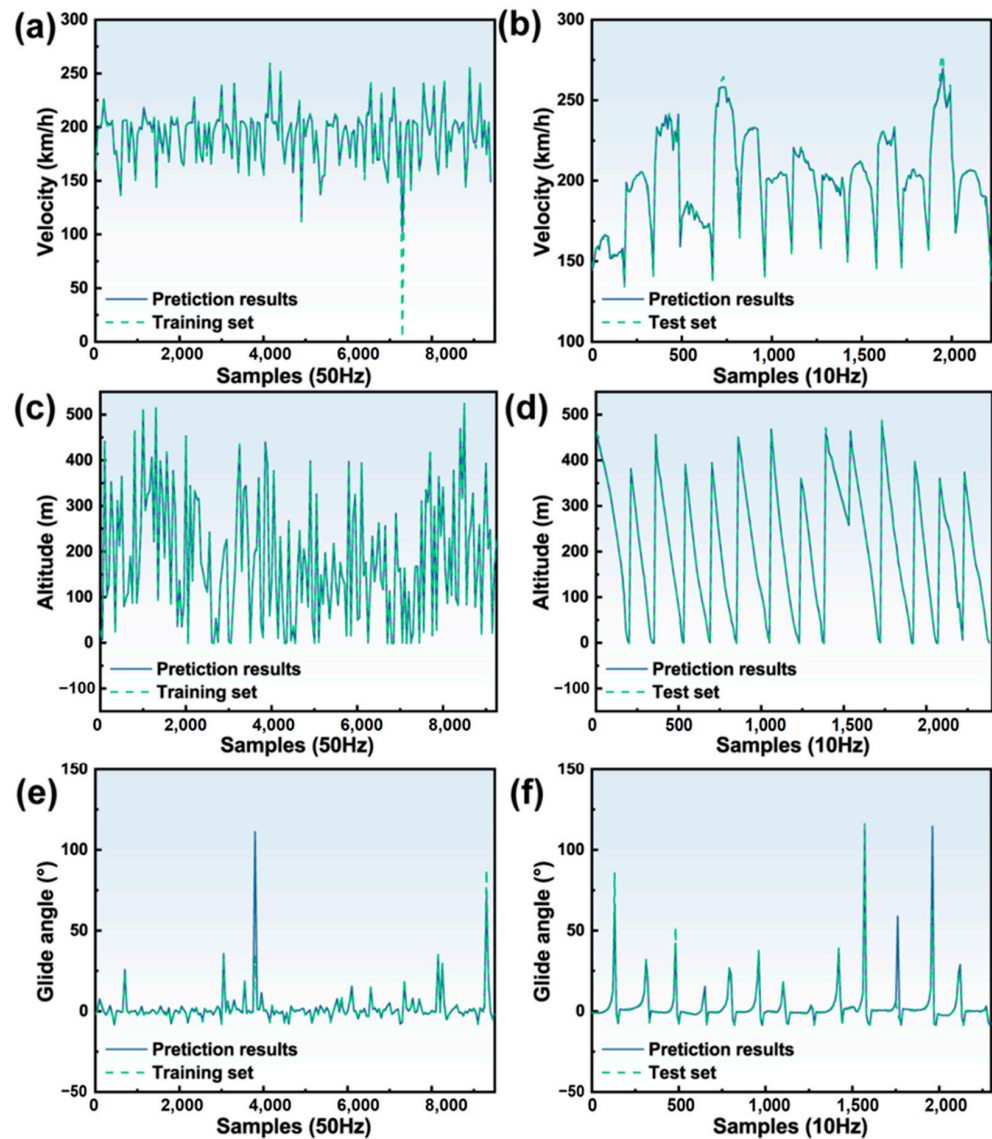 (a)
300
250
200
150
100
50
0
Velocity (km/h)
Pretiction results
Training set
0 2,000 4,000 6,000 8,000
Samples (50Hz)
(b)
300
250
200
150
100
Velocity (km/h)
Pretiction results
Test set
0 500 1,000 1,500 2,000
Samples (10Hz)
(c)
500
400
300
200
100
0
−100
Altitude (m)
Pretiction results
Training set
0 2,000 4,000 6,000 8,000
Samples (50Hz)
(d)
500
400
300
200
100
0
−100
Altitude (m)
Pretiction results
Test set
0 500 1,000 1,500 2,000
Samples (10Hz)
(e)
150
100
50
0
−50
Glide angle (°)
Pretiction results
Training set
0 2,000 4,000 6,000 8,000
Samples (50Hz)
(f)
150
100
50
0
−50
Glide angle (°)
Pretiction results
Test set
0 500 1,000 1,500 2,000
Samples (10Hz)